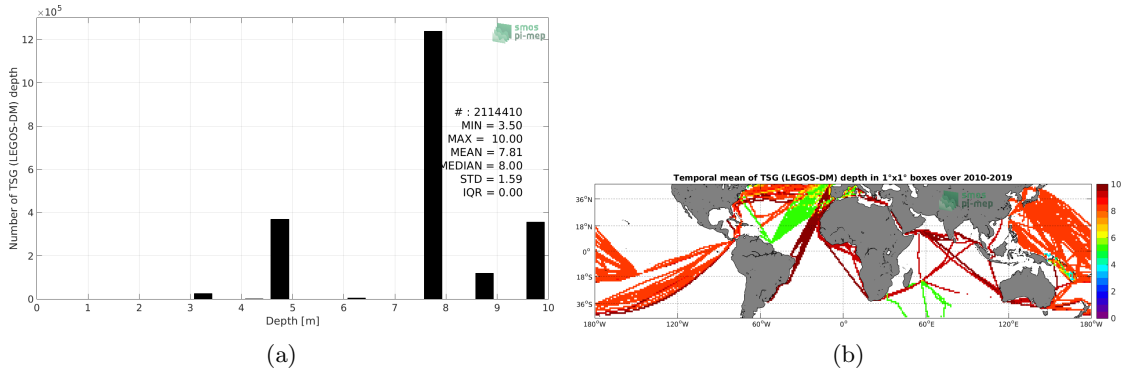 ×10⁵
12
10
8
6
4
2
0
0
1
2
3
4
5
6
7
8
9
10
Number of TSG (LEGOS-DM) depth
Depth [m]
smos
pi-mep
# : 2114410
MIN = 3.50
MAX = 10.00
MEAN = 7.81
MEDIAN = 8.00
STD = 1.59
IQR = 0.00
(a)
Temporal mean of TSG (LEGOS-DM) depth in 1°x1° boxes over 2010-2019
smos
pi-mep
36°N
18°N
0°
18°S
36°S
180°W
120°W
60°W
0°
60°E
120°E
180°W
10
8
6
4
2
0
(b)